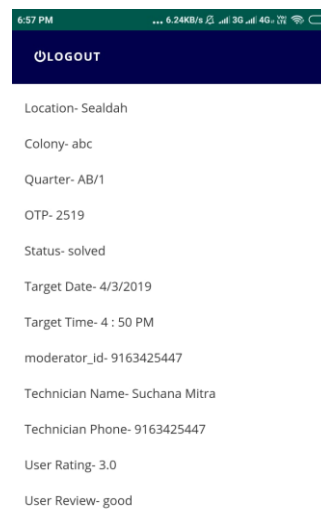 6:57 PM ... 6.24KB/s 3G 4G
LOGOUT
Location- Sealdah
Colony- abc
Quarter- AB/1
OTP- 2519
Status- solved
Target Date- 4/3/2019
Target Time- 4 : 50 PM
moderator_id- 9163425447
Technician Name- Suchana Mitra
Technician Phone- 9163425447
User Rating- 3.0
User Review- good